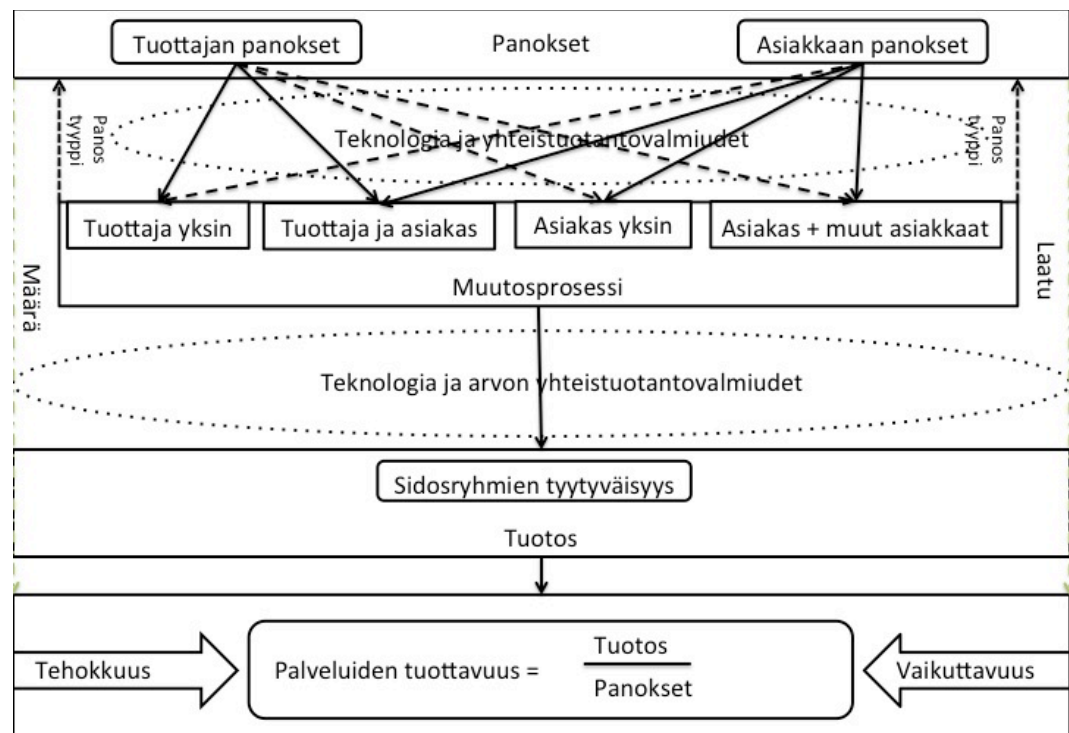 Tuottajan panokset
Panokset
Asiakkaan panokset
Panos
tyyppi
Teknologia ja yhteistuotantovalmiudet
Panos
tyyppi
Tuottaja yksin
Tuottaja ja asiakas
Asiakas yksin
Asiakas + muut asiakkaat
Määrä
Muutosprosessi
Laatu
Teknologia ja arvon yhteistuotantovalmiudet
Sidosryhmien tyytyväisyys
Tuotos
Tehokkuus
Palveluiden tuottavuus =
Tuotos
Panokset
Vaikuttavuus